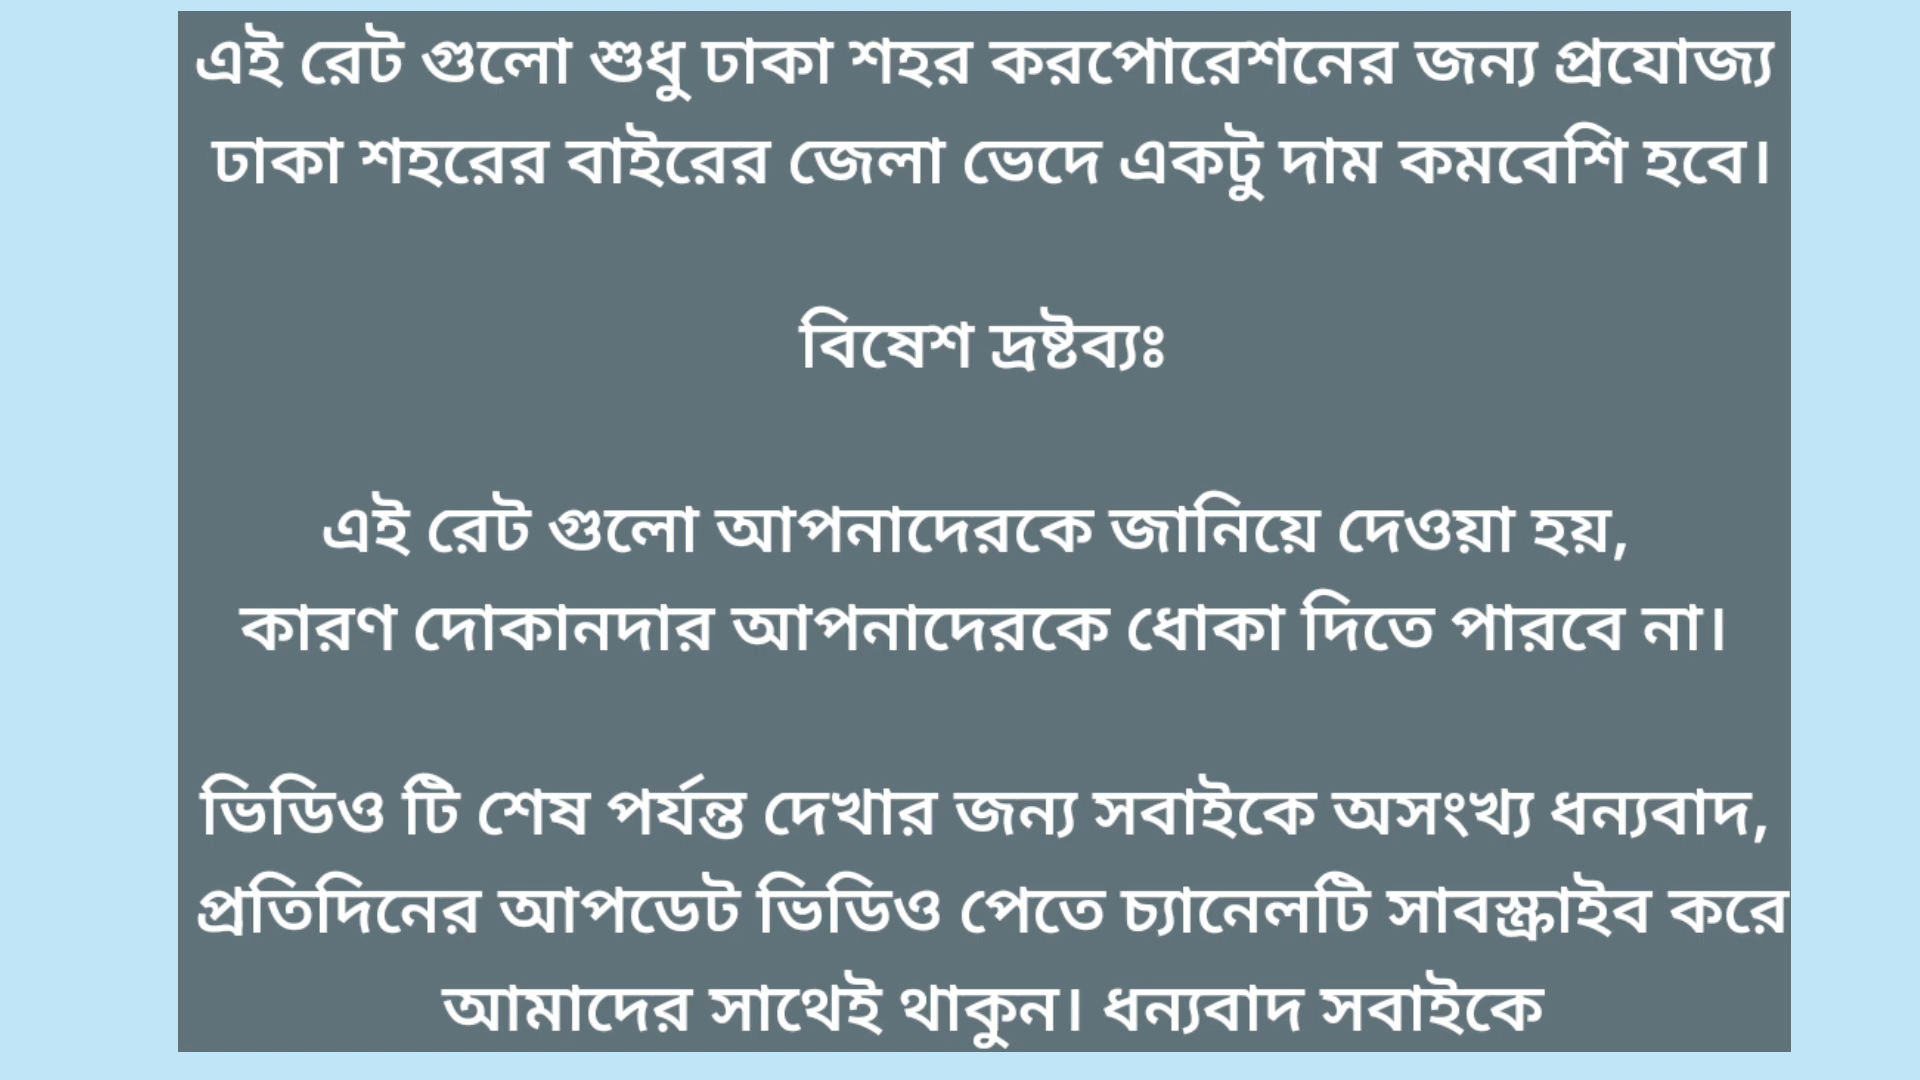 এই রেট গুলো শুধু ঢাকা শহর করপোরেশনের জন্য প্রযোজ্য
ঢাকা শহরের বাইরের জেলা ভেদে একটু দাম কমবেশি হবে।
বিষেশ দ্রষ্টব্যঃ
এই রেট গুলো আপনাদেরকে জানিয়ে দেওয়া হয়,
কারণ দোকানদার আপনাদেরকে ধোকা দিতে পারবে না।
ভিডিও টি শেষ পর্যন্ত দেখার জন্য সবাইকে অসংখ্য ধন্যবাদ,
প্রতিদিনের আপডেট ভিডিও পেতে চ্যানেলটি সাবস্ক্রাইব করে
আমাদের সাথেই থাকুন। ধন্যবাদ সবাইকে